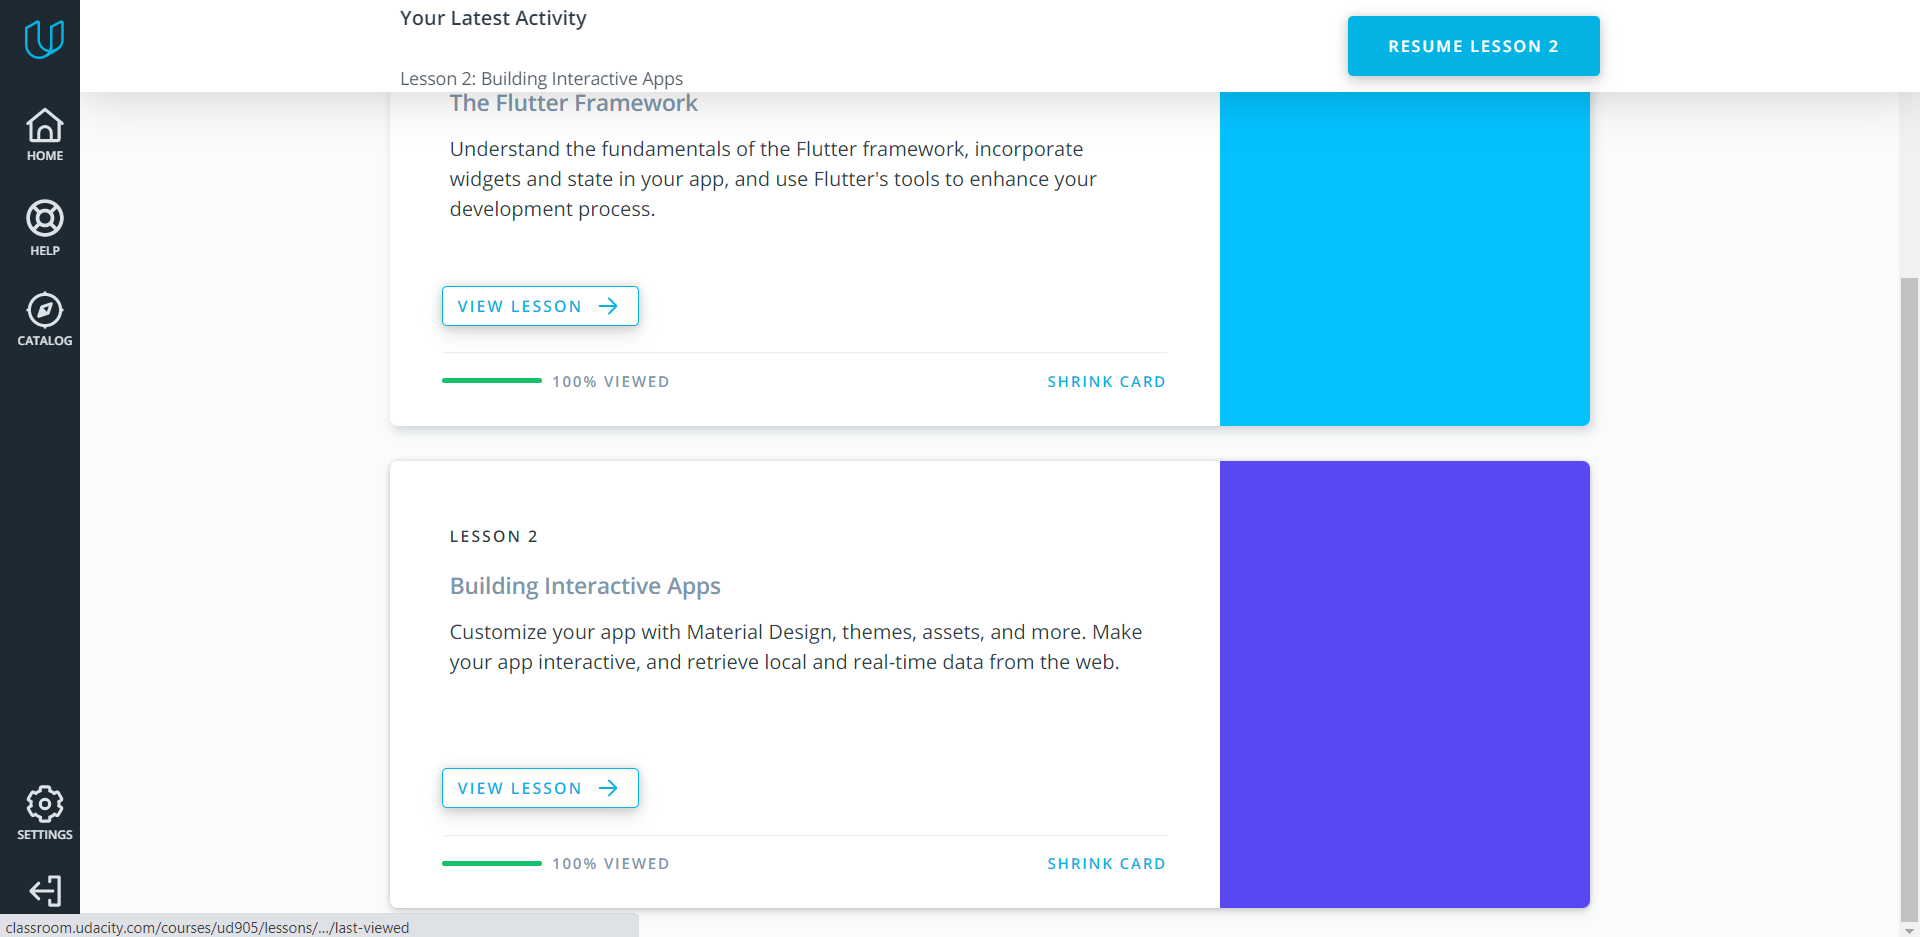 Your Latest Activity
RESUME LESSON 2
Lesson 2: Building Interactive Apps
HOME
HELP
CATALOG
SETTINGS
The Flutter Framework
Understand the fundamentals of the Flutter framework, incorporate
widgets and state in your app, and use Flutter's tools to enhance your
development process.
VIEW LESSON
100% VIEWED
SHRINK CARD
LESSON 2
Building Interactive Apps
Customize your app with Material Design, themes, assets, and more. Make
your app interactive, and retrieve local and real-time data from the web.
VIEW LESSON
100% VIEWED
SHRINK CARD
classroom.udacity.com/courses/ud905/lessons/.../last-viewed